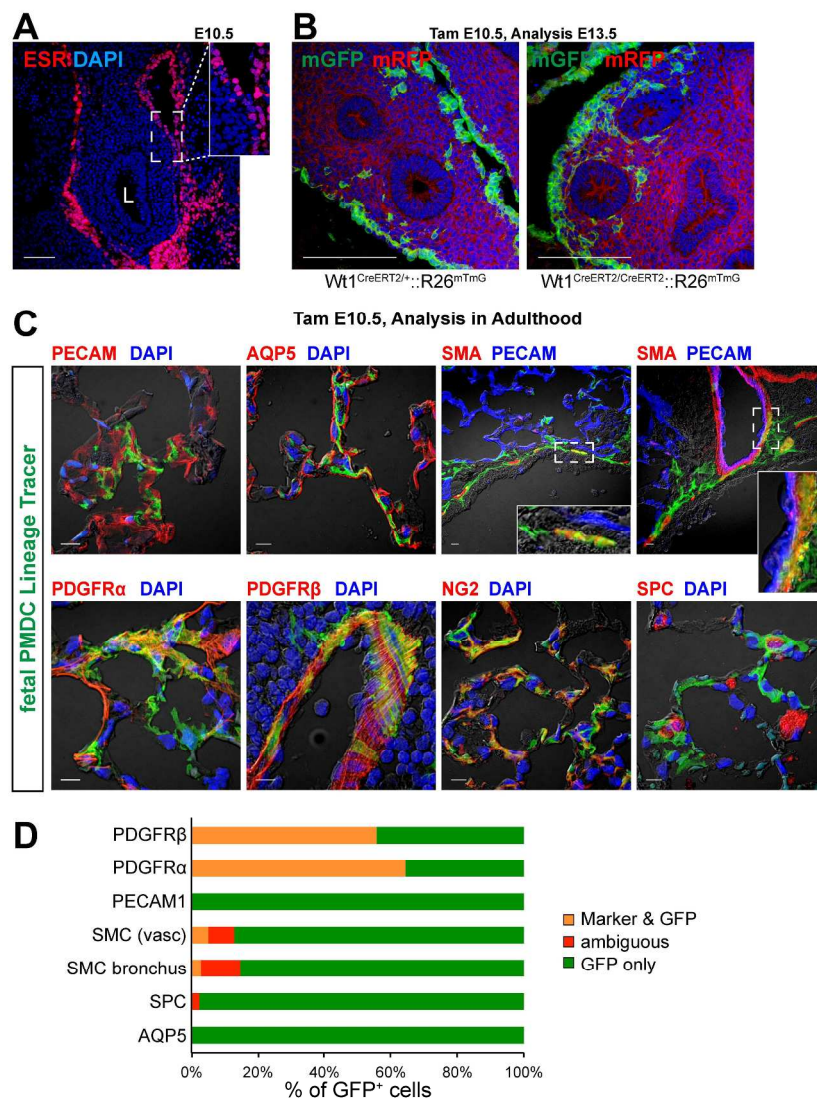 A
E10.5
ESR DAPI
L
B
Tam E10.5, Analysis E13.5
mGFP mRFP
mGFP mRFP
Wt1CreERT2/+::R26mTmG
Wt1CreERT2/CreERT2::R26mTmG
C
Tam E10.5, Analysis in Adulthood
fetal PMDC Lineage Tracer
PECAM DAPI
AQP5 DAPI
SMA PECAM
SMA PECAM
PDGFRα DAPI
PDGFRβ DAPI
NG2 DAPI
SPC DAPI
D
PDGFRβ
PDGFRα
PECAM1
SMC (vasc)
SMC bronchus
SPC
AQP5
0% 20% 40% 60% 80% 100%
% of GFP+ cells
Marker & GFP
ambiguous
GFP only